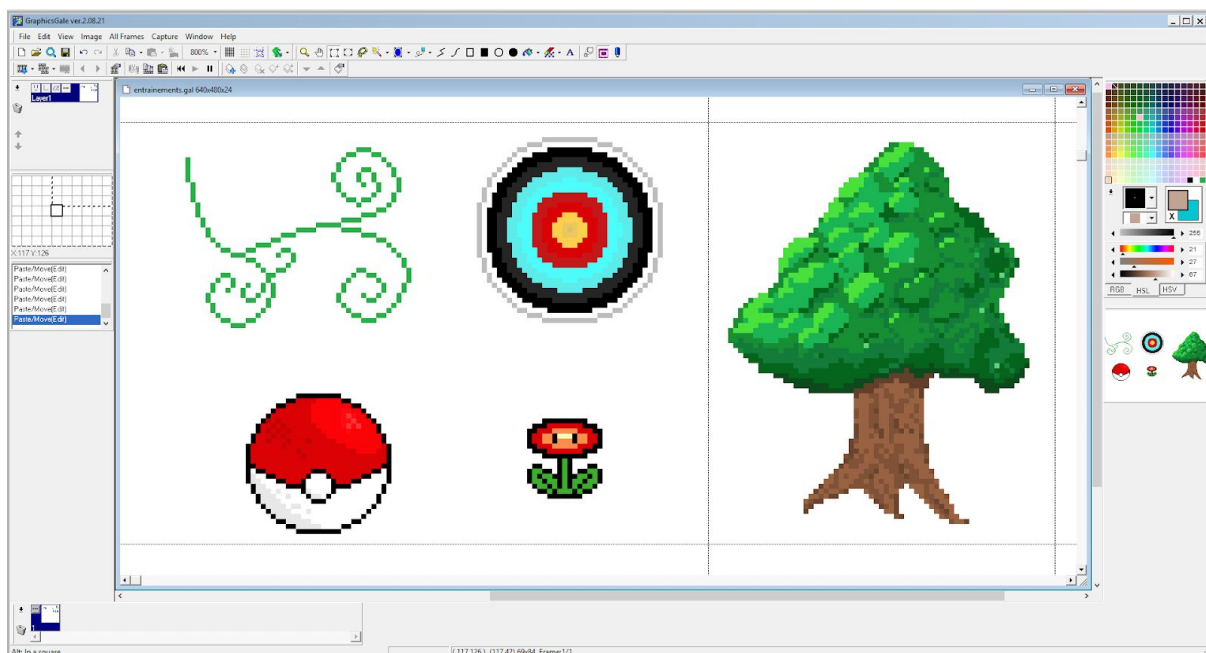 GraphicsGale ver.2.08.21
File Edit View Image All Frames Capture Window Help
800%
Layer1
entrainements.gal 640x480x24
X:117 Y:126
Paste/Move(Edit)
Paste/Move(Edit)
Paste/Move(Edit)
Paste/Move(Edit)
Paste/Move(Edit)
Paste/Move(Edit)
X
255
21
27
67
RGB HSL HSV
1
Alt: In a square
( 117,126 ) (117,42) 69x84 Frame:1/1